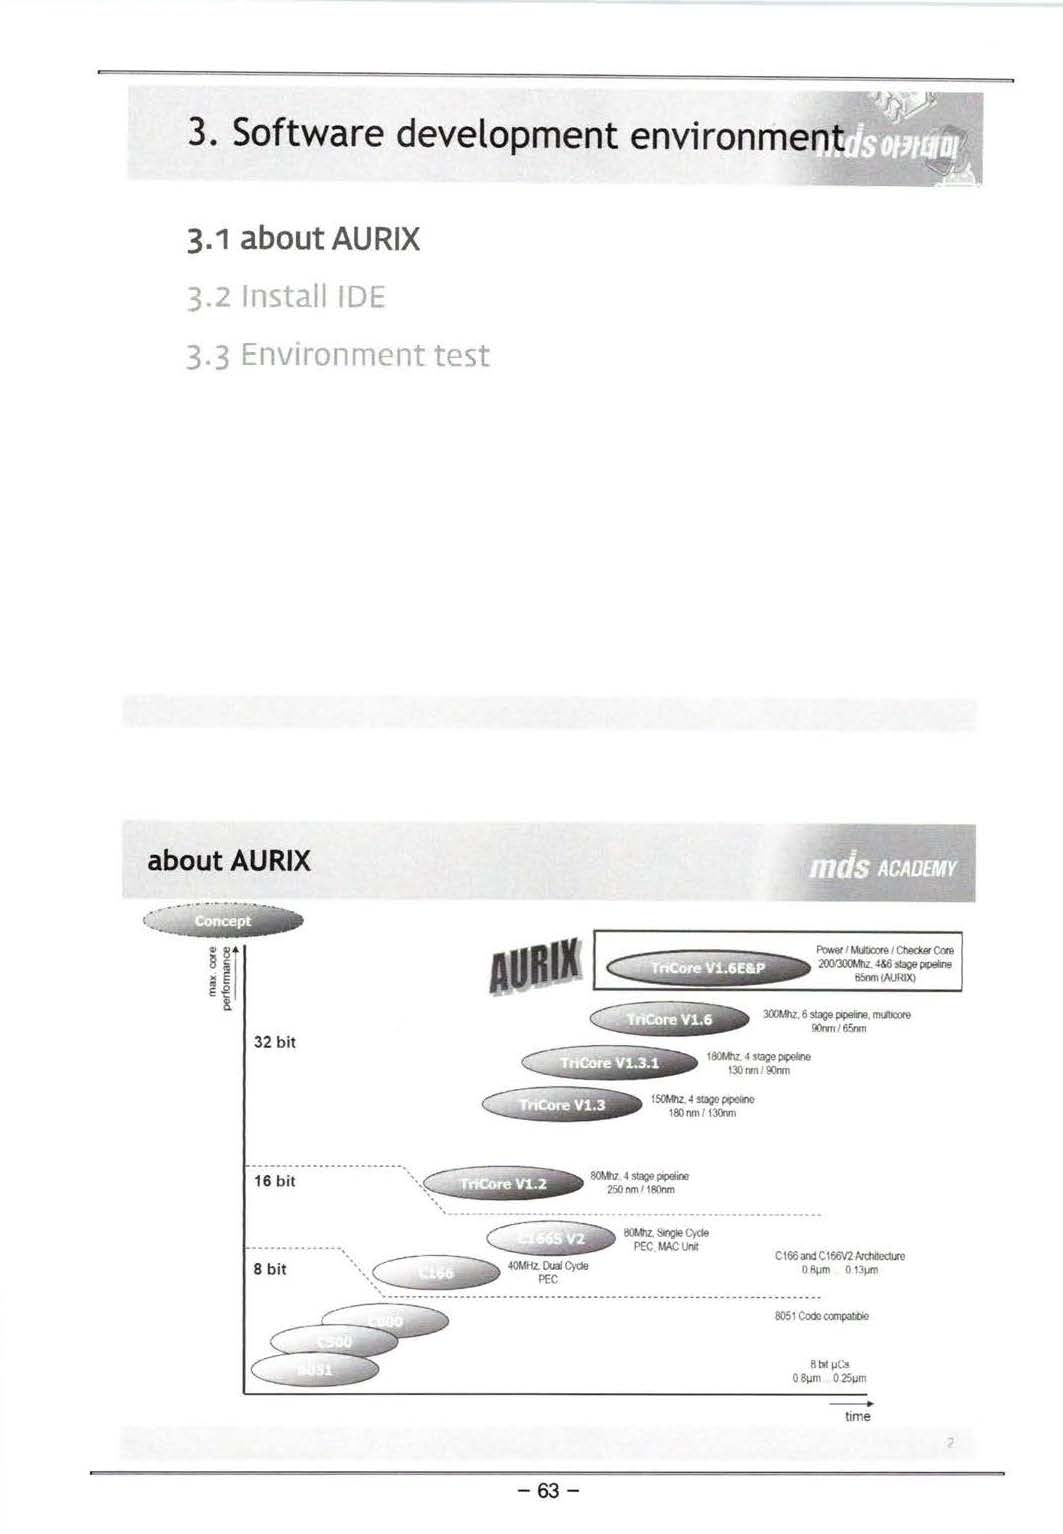 3. Software development environment
mds 아카데미
3.1 about AURIX
3.2 Install IDE
3.3 Environment test
about AURIX
mds ACADEMY
Concept
max. core
performance
AURIX
TriCore V1.6E&P
Power / Multicore / Checker Core
200/300Mhz, 4&6 stage pipeline
65nm (AURIX)
TriCore V1.6
300Mhz, 6 stage pipeline, multicore
90nm / 65nm
32 bit
TriCore V1.3.1
180Mhz, 4 stage pipeline
130 nm / 90nm
TriCore V1.3
150Mhz, 4 stage pipeline
180 nm / 130nm
16 bit
TriCore V1.2
80Mhz, 4 stage pipeline
250 nm / 180nm
C166S V2
80Mhz, Single Cycle
PEC, MAC Unit
C166 and C166V2 Architecture
0.8µm 0.13µm
8 bit
C166
40MHz, Dual Cycle
PEC
8051 Code compatible
C500
8051
8 bit µCs
0.8µm 0.25µm
time
2
- 63 -